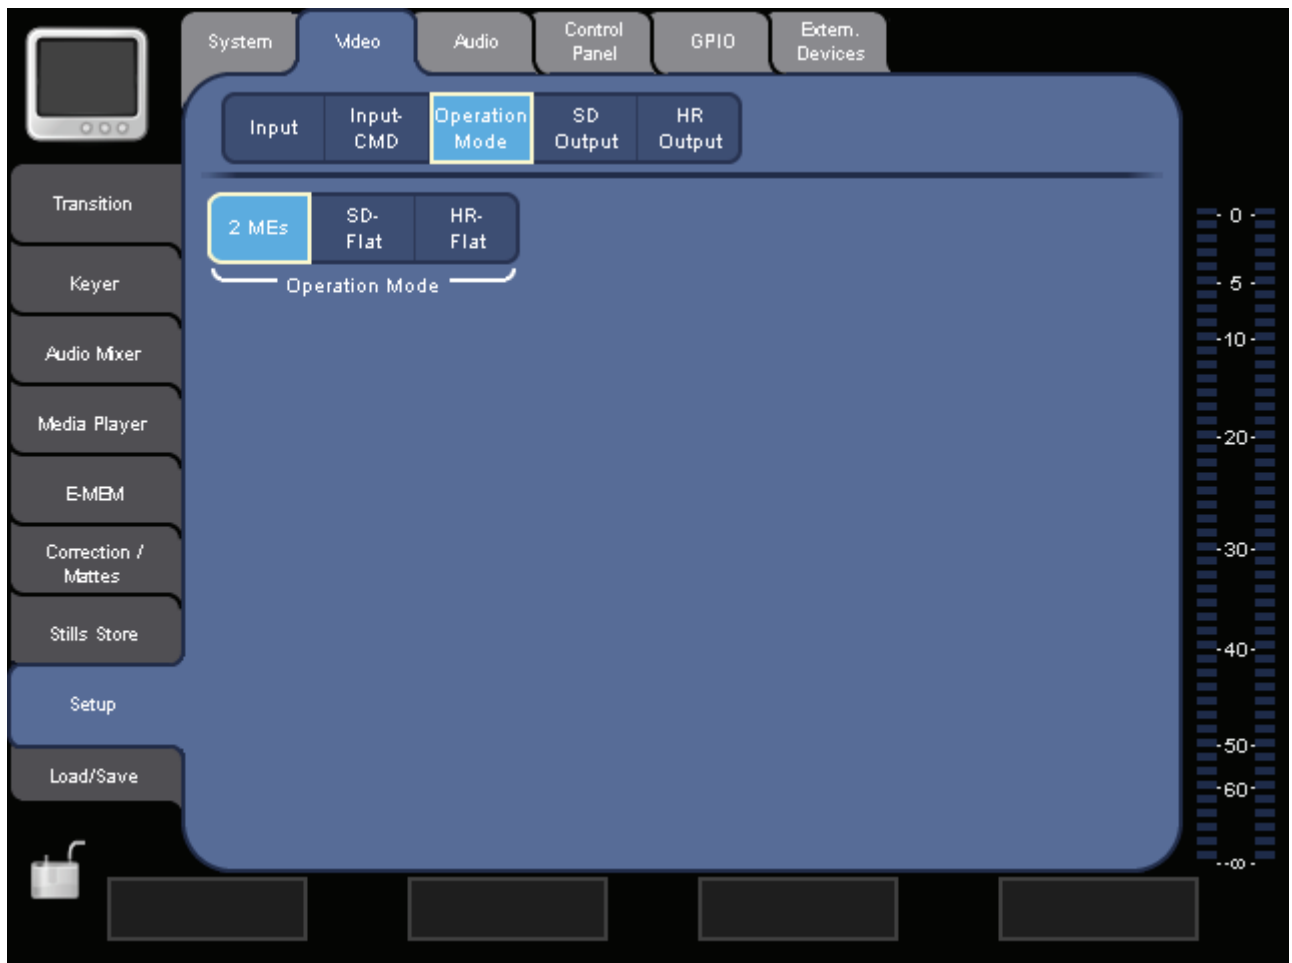 System
Video
Audio
Control
Panel
GPIO
Extern.
Devices
Input
Input-
CMD
Operation
Mode
SD
Output
HR
Output
Transition
Keyer
Audio Mixer
Media Player
E-MEM
Correction /
Mattes
Stills Store
Setup
Load/Save
2 MEs
SD-
Flat
HR-
Flat
Operation Mode
- 0 -
- 5 -
-10-
-20-
-30-
-40-
-50-
-60-
--∞ -